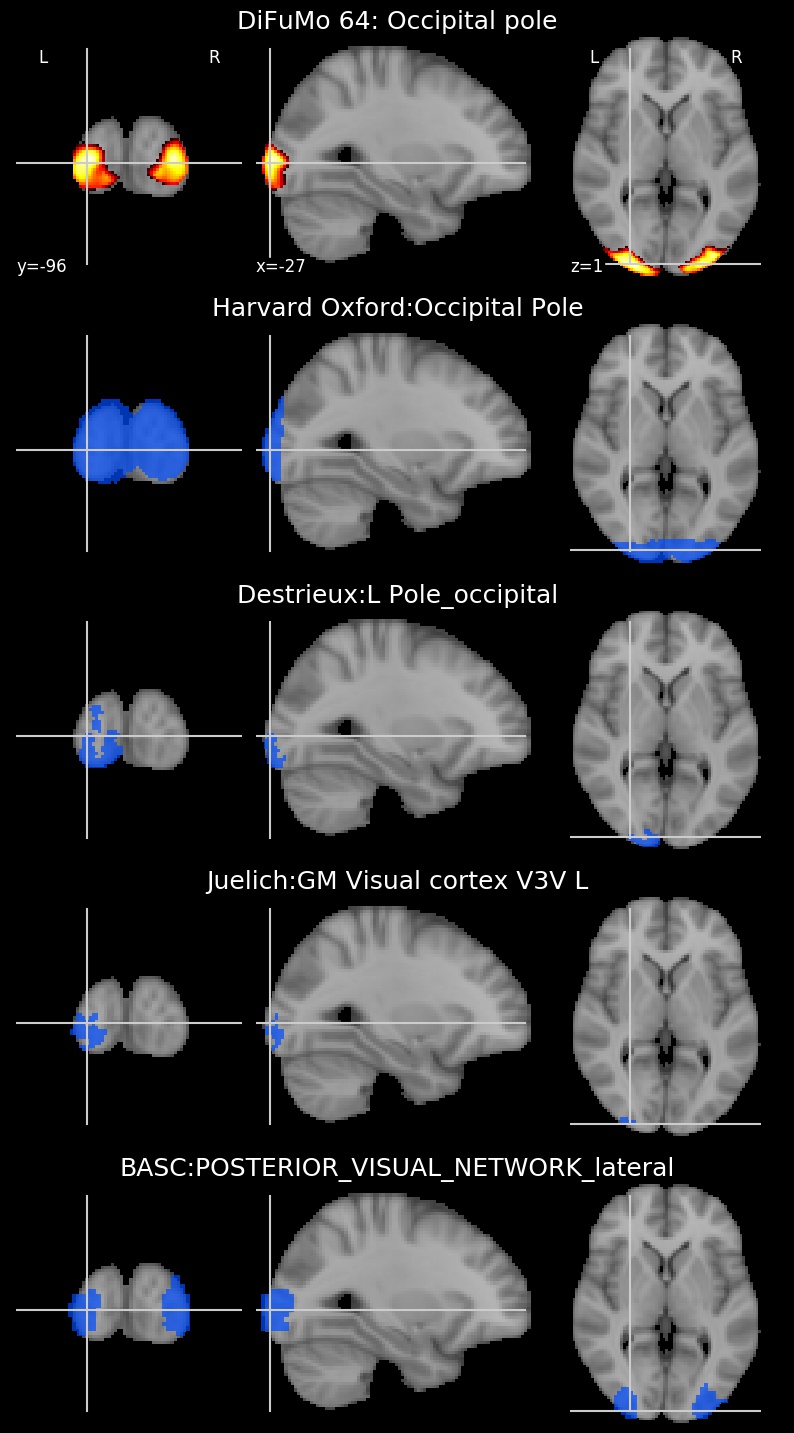 DiFuMo 64: Occipital pole
L R L R
y=-96 x=-27 z=1
Harvard Oxford:Occipital Pole
Destrieux:L Pole_occipital
Juelich:GM Visual cortex V3V L
BASC:POSTERIOR_VISUAL_NETWORK_lateral